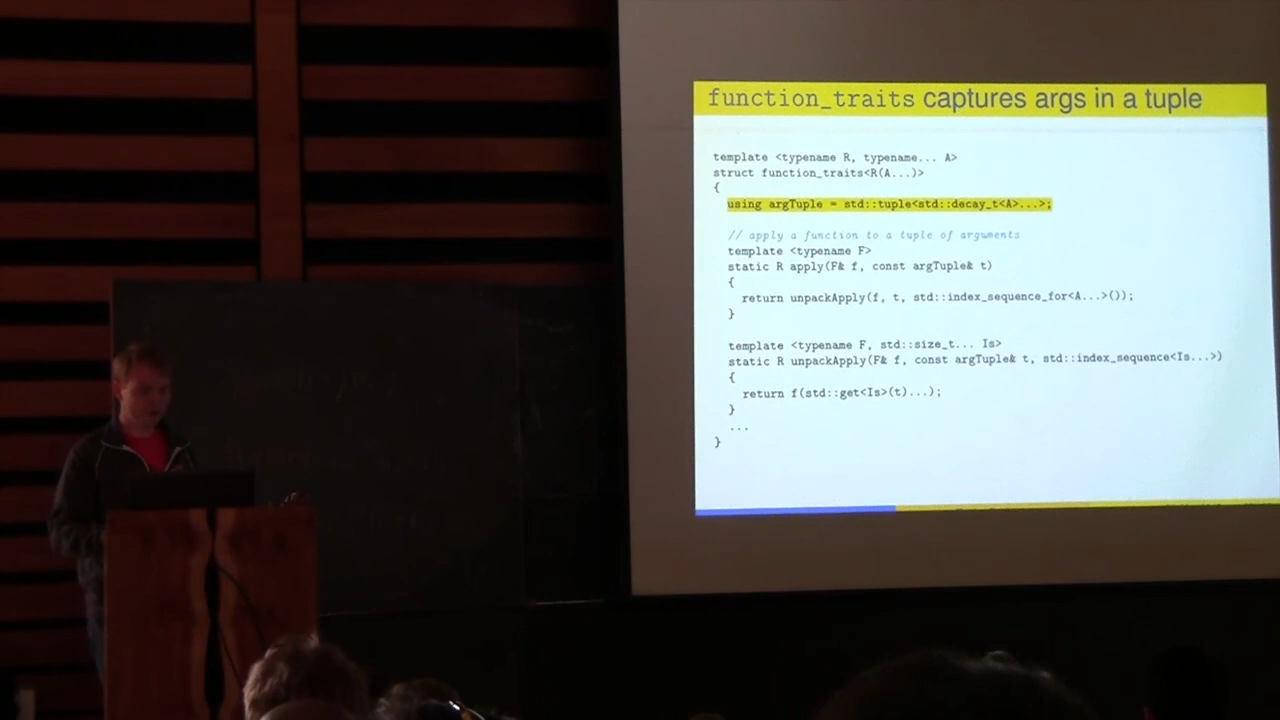 function_traits captures args in a tuple
template <typename R, typename... A>
struct function_traits<R(A...)>
{
using argTuple = std::tuple<std::decay_t<A>...>;
// apply a function to a tuple of arguments
template <typename F>
static R apply(F& f, const argTuple& t)
{
return unpackApply(f, t, std::index_sequence_for<A...>());
}
template <typename F, std::size_t... Is>
static R unpackApply(F& f, const argTuple& t, std::index_sequence<Is...>)
{
return f(std::get<Is>(t)...);
}
...
}